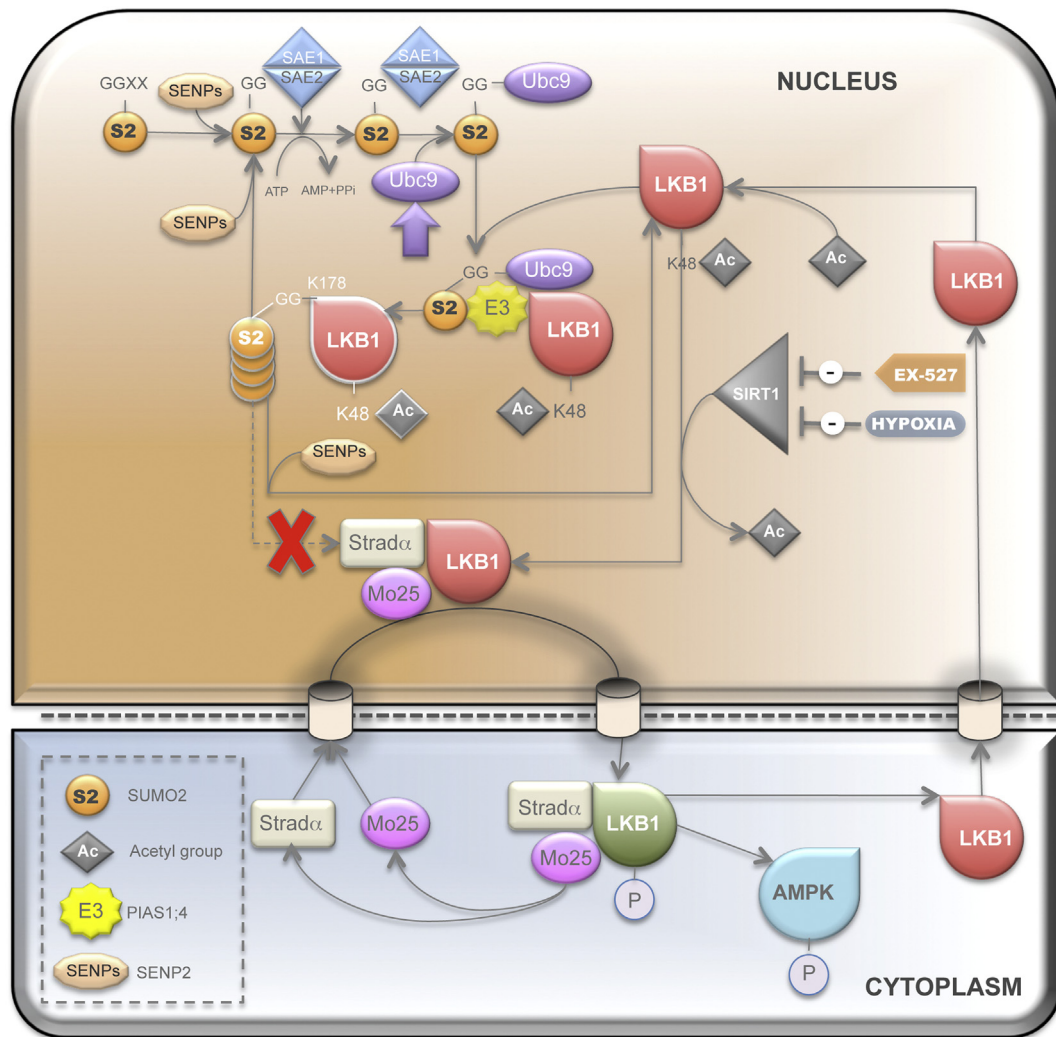 NUCLEUS
SAE1
SAE2
SAE1
SAE2
GGXX
SENPs
GG
GG
GG
Ubc9
S2
S2
S2
S2
ATP
AMP+PPi
Ubc9
SENPs
LKB1
K48
Ac
Ac
LKB1
GG
Ubc9
S2
E3
LKB1
K48
Ac
K178
GG
S2
LKB1
K48
Ac
SENPs
SIRT1
-
EX-527
-
HYPOXIA
Ac
Stradα
LKB1
Mo25
S2
SUMO2
Ac
Acetyl group
E3
PIAS1;4
SENPs
SENP2
Stradα
Mo25
Stradα
LKB1
Mo25
P
LKB1
AMPK
P
CYTOPLASM